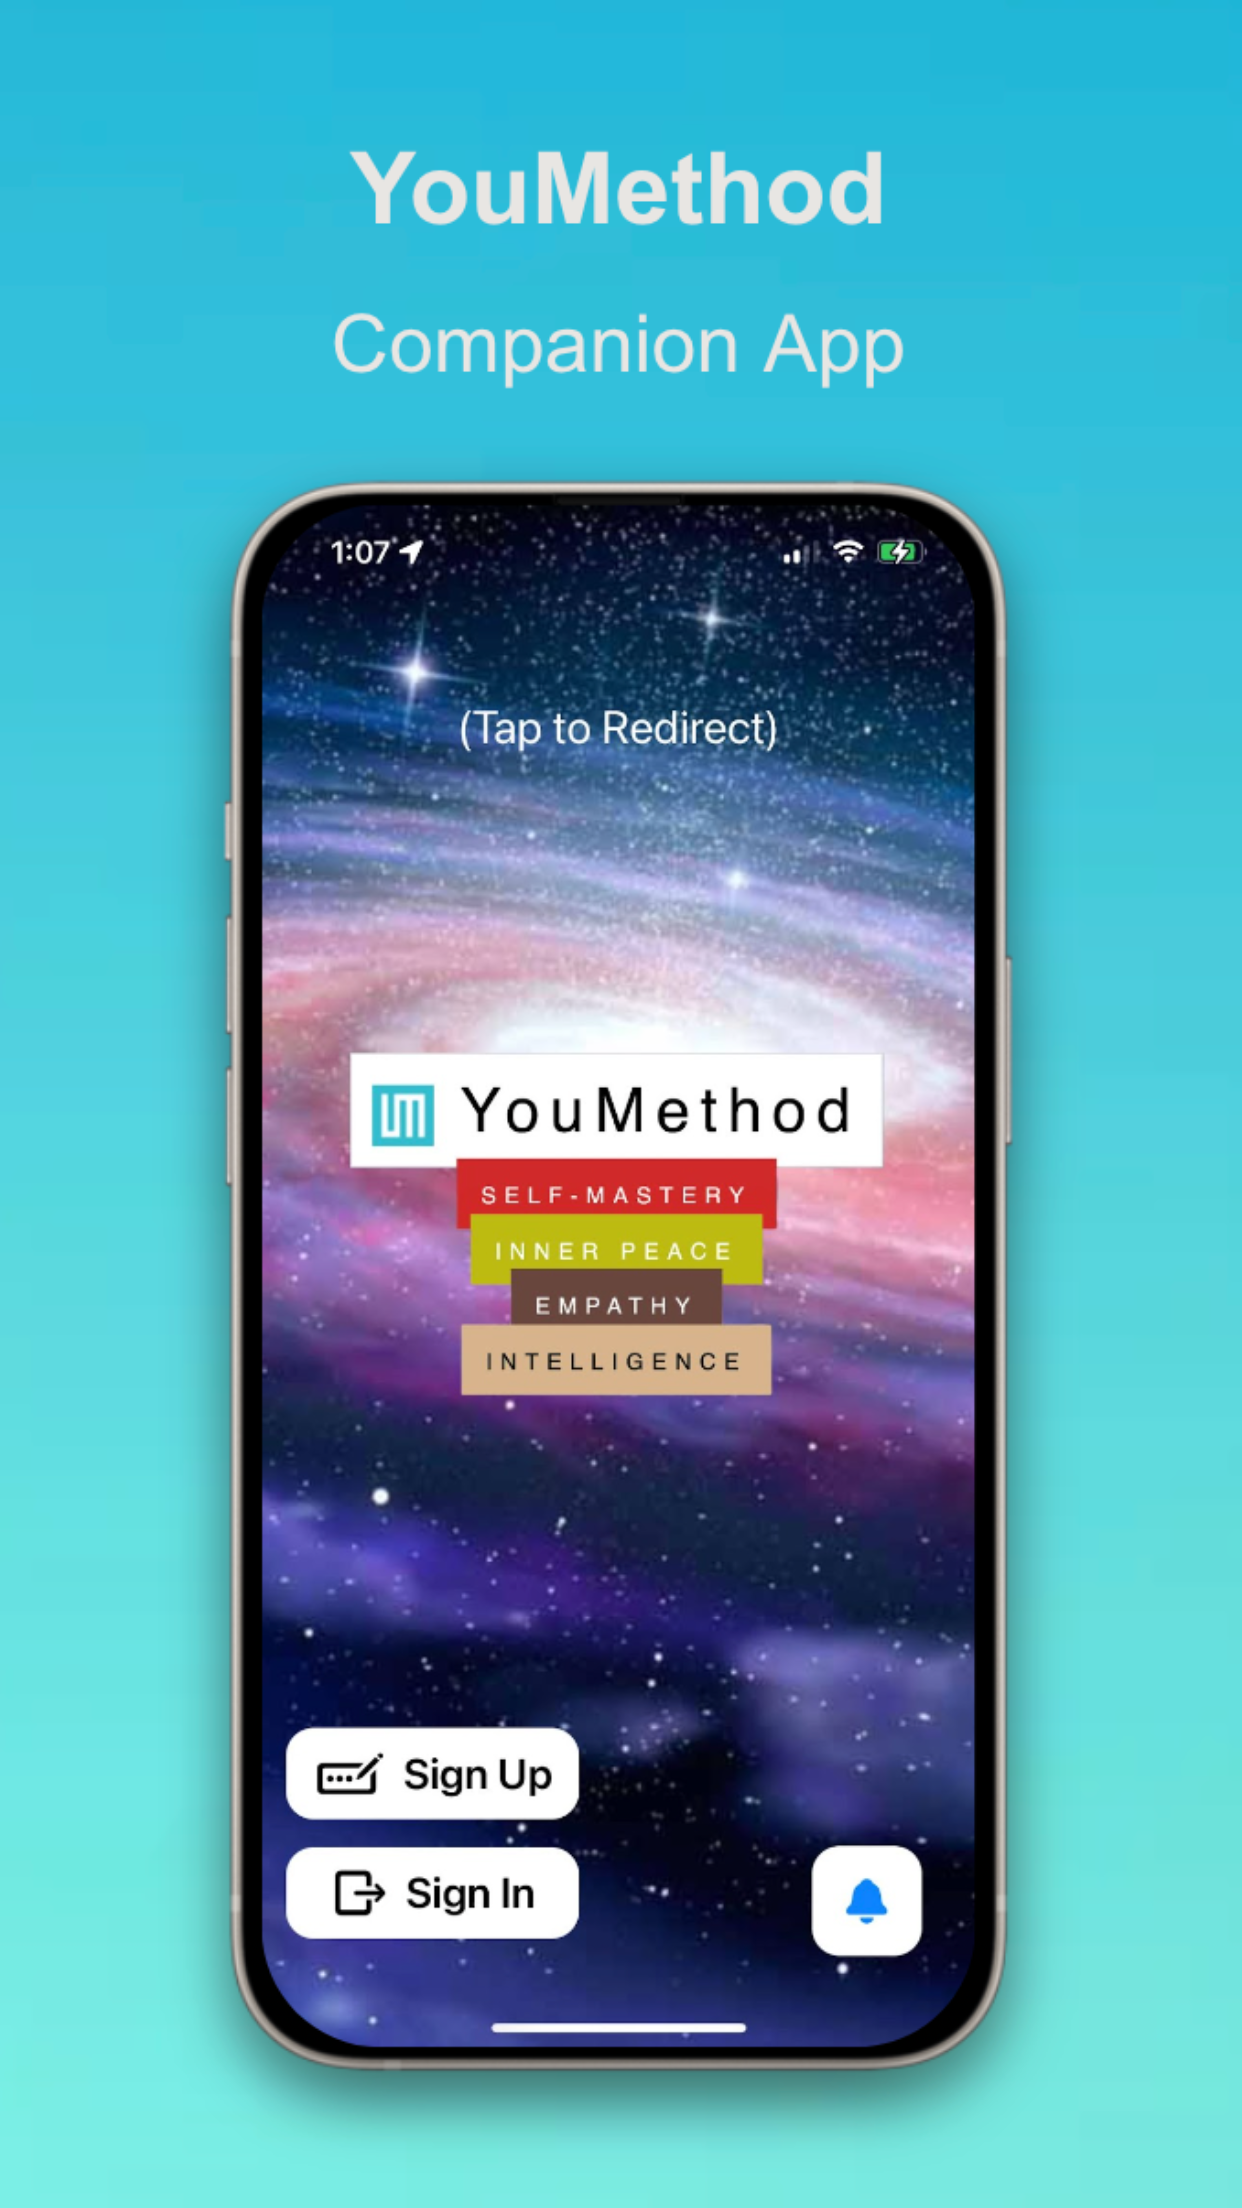 YouMethod
Companion App
1:07
(Tap to Redirect)
YouMethod
SELF-MASTERY
INNER PEACE
EMPATHY
INTELLIGENCE
Sign Up
Sign In